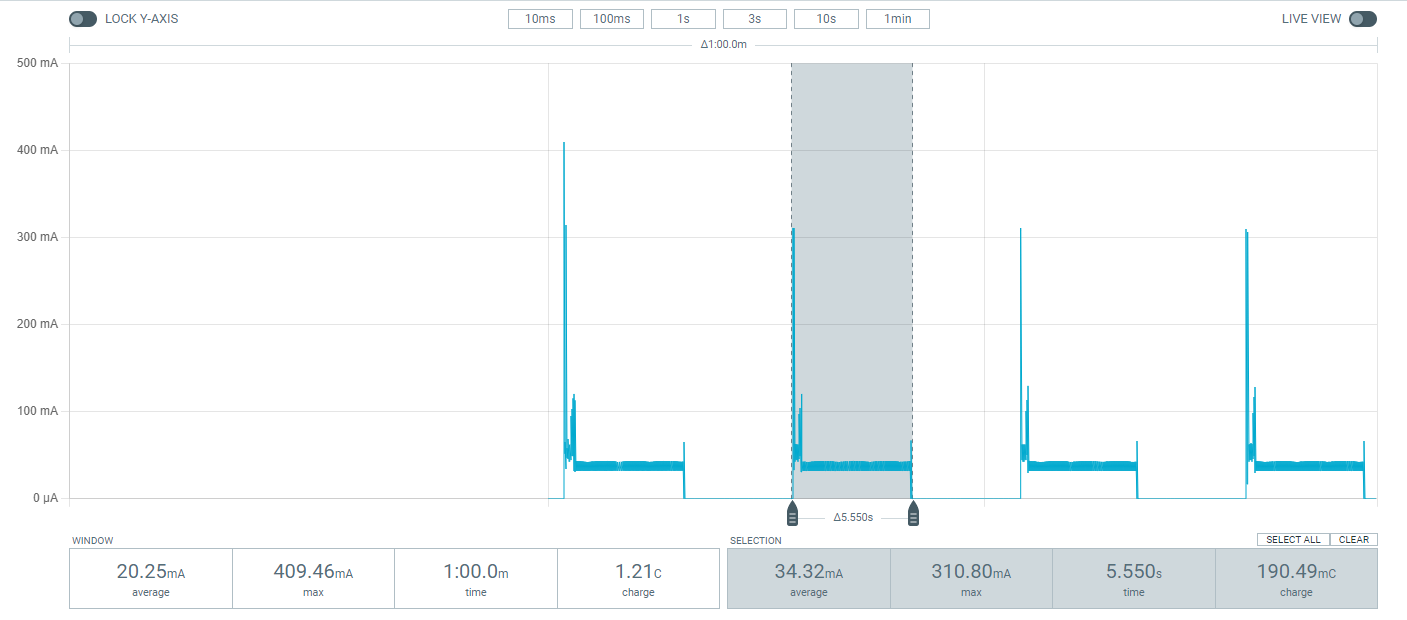 LOCK Y-AXIS 10ms 100ms 1s 3s 10s 1min LIVE VIEW
Δ1:00.0m
500 mA
400 mA
300 mA
200 mA
100 mA
0 µA
Δ5.550s
WINDOW SELECTION SELECT ALL CLEAR
20.25mA 409.46mA 1:00.0m 1.21C 34.32mA 310.80mA 5.550s 190.49mC
average max time charge average max time charge